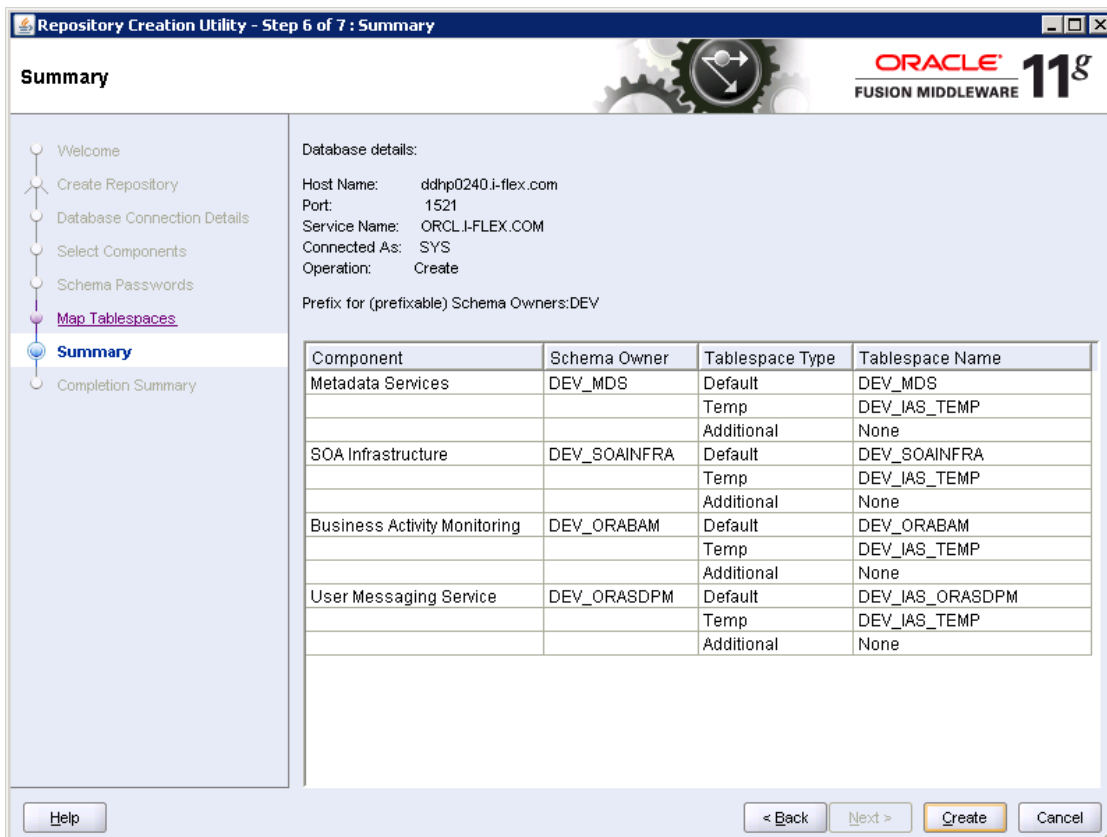 Repository Creation Utility - Step 6 of 7 : Summary
Summary
ORACLE
FUSION MIDDLEWARE
11g
Welcome
Create Repository
Database Connection Details
Select Components
Schema Passwords
Map Tablespaces
Summary
Completion Summary
Database details:
Host Name: ddhp0240.i-flex.com
Port: 1521
Service Name: ORCL.I-FLEX.COM
Connected As: SYS
Operation: Create
Prefix for (prefixable) Schema Owners:DEV
Component Schema Owner Tablespace Type Tablespace Name
Metadata Services DEV_MDS Default DEV_MDS
Temp DEV_IAS_TEMP
Additional None
SOA Infrastructure DEV_SOAINFRA Default DEV_SOAINFRA
Temp DEV_IAS_TEMP
Additional None
Business Activity Monitoring DEV_ORABAM Default DEV_ORABAM
Temp DEV_IAS_TEMP
Additional None
User Messaging Service DEV_ORASDPM Default DEV_IAS_ORASDPM
Temp DEV_IAS_TEMP
Additional None
Help < Back Next > Create Cancel